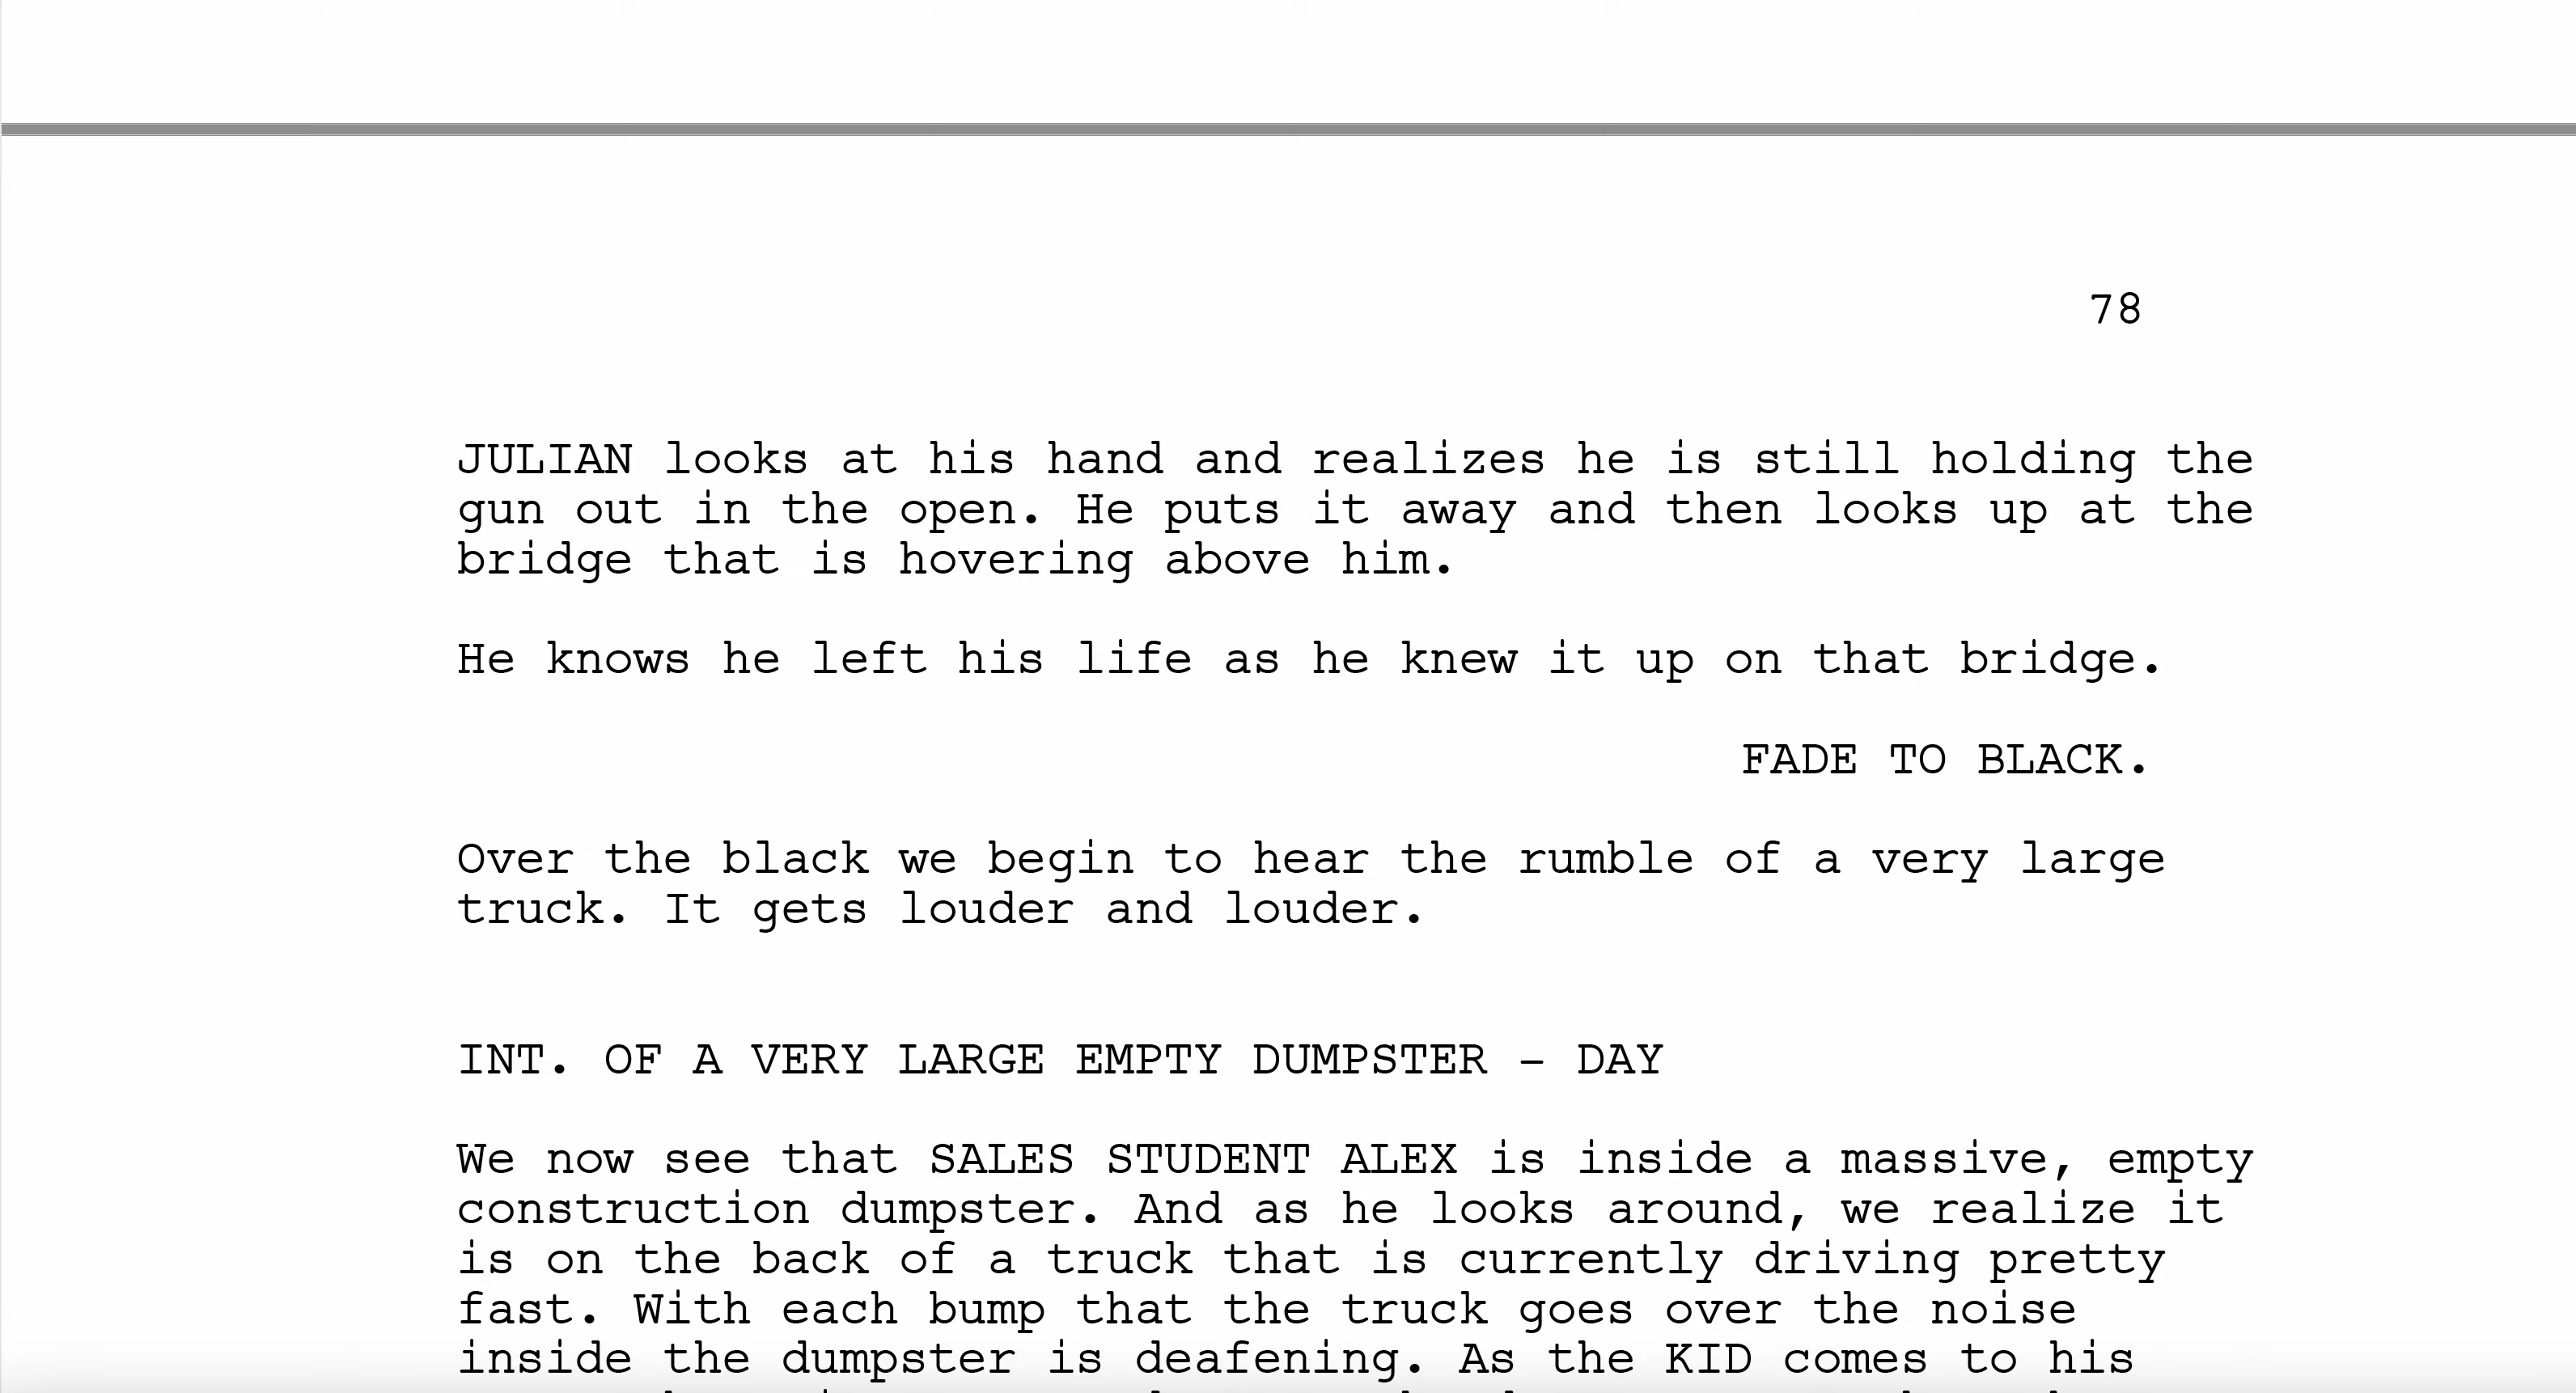 78
JULIAN looks at his hand and realizes he is still holding the
gun out in the open. He puts it away and then looks up at the
bridge that is hovering above him.
He knows he left his life as he knew it up on that bridge.
FADE TO BLACK.
Over the black we begin to hear the rumble of a very large
truck. It gets louder and louder.
INT. OF A VERY LARGE EMPTY DUMPSTER – DAY
We now see that SALES STUDENT ALEX is inside a massive, empty
construction dumpster. And as he looks around, we realize it
is on the back of a truck that is currently driving pretty
fast. With each bump that the truck goes over the noise
inside the dumpster is deafening. As the KID comes to his